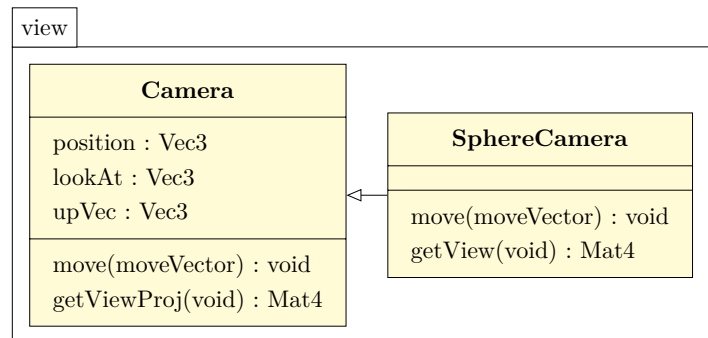 view
Camera
position : Vec3
lookAt : Vec3
upVec : Vec3
move(moveVector) : void
getViewProj(void) : Mat4
SphereCamera
move(moveVector) : void
getView(void) : Mat4